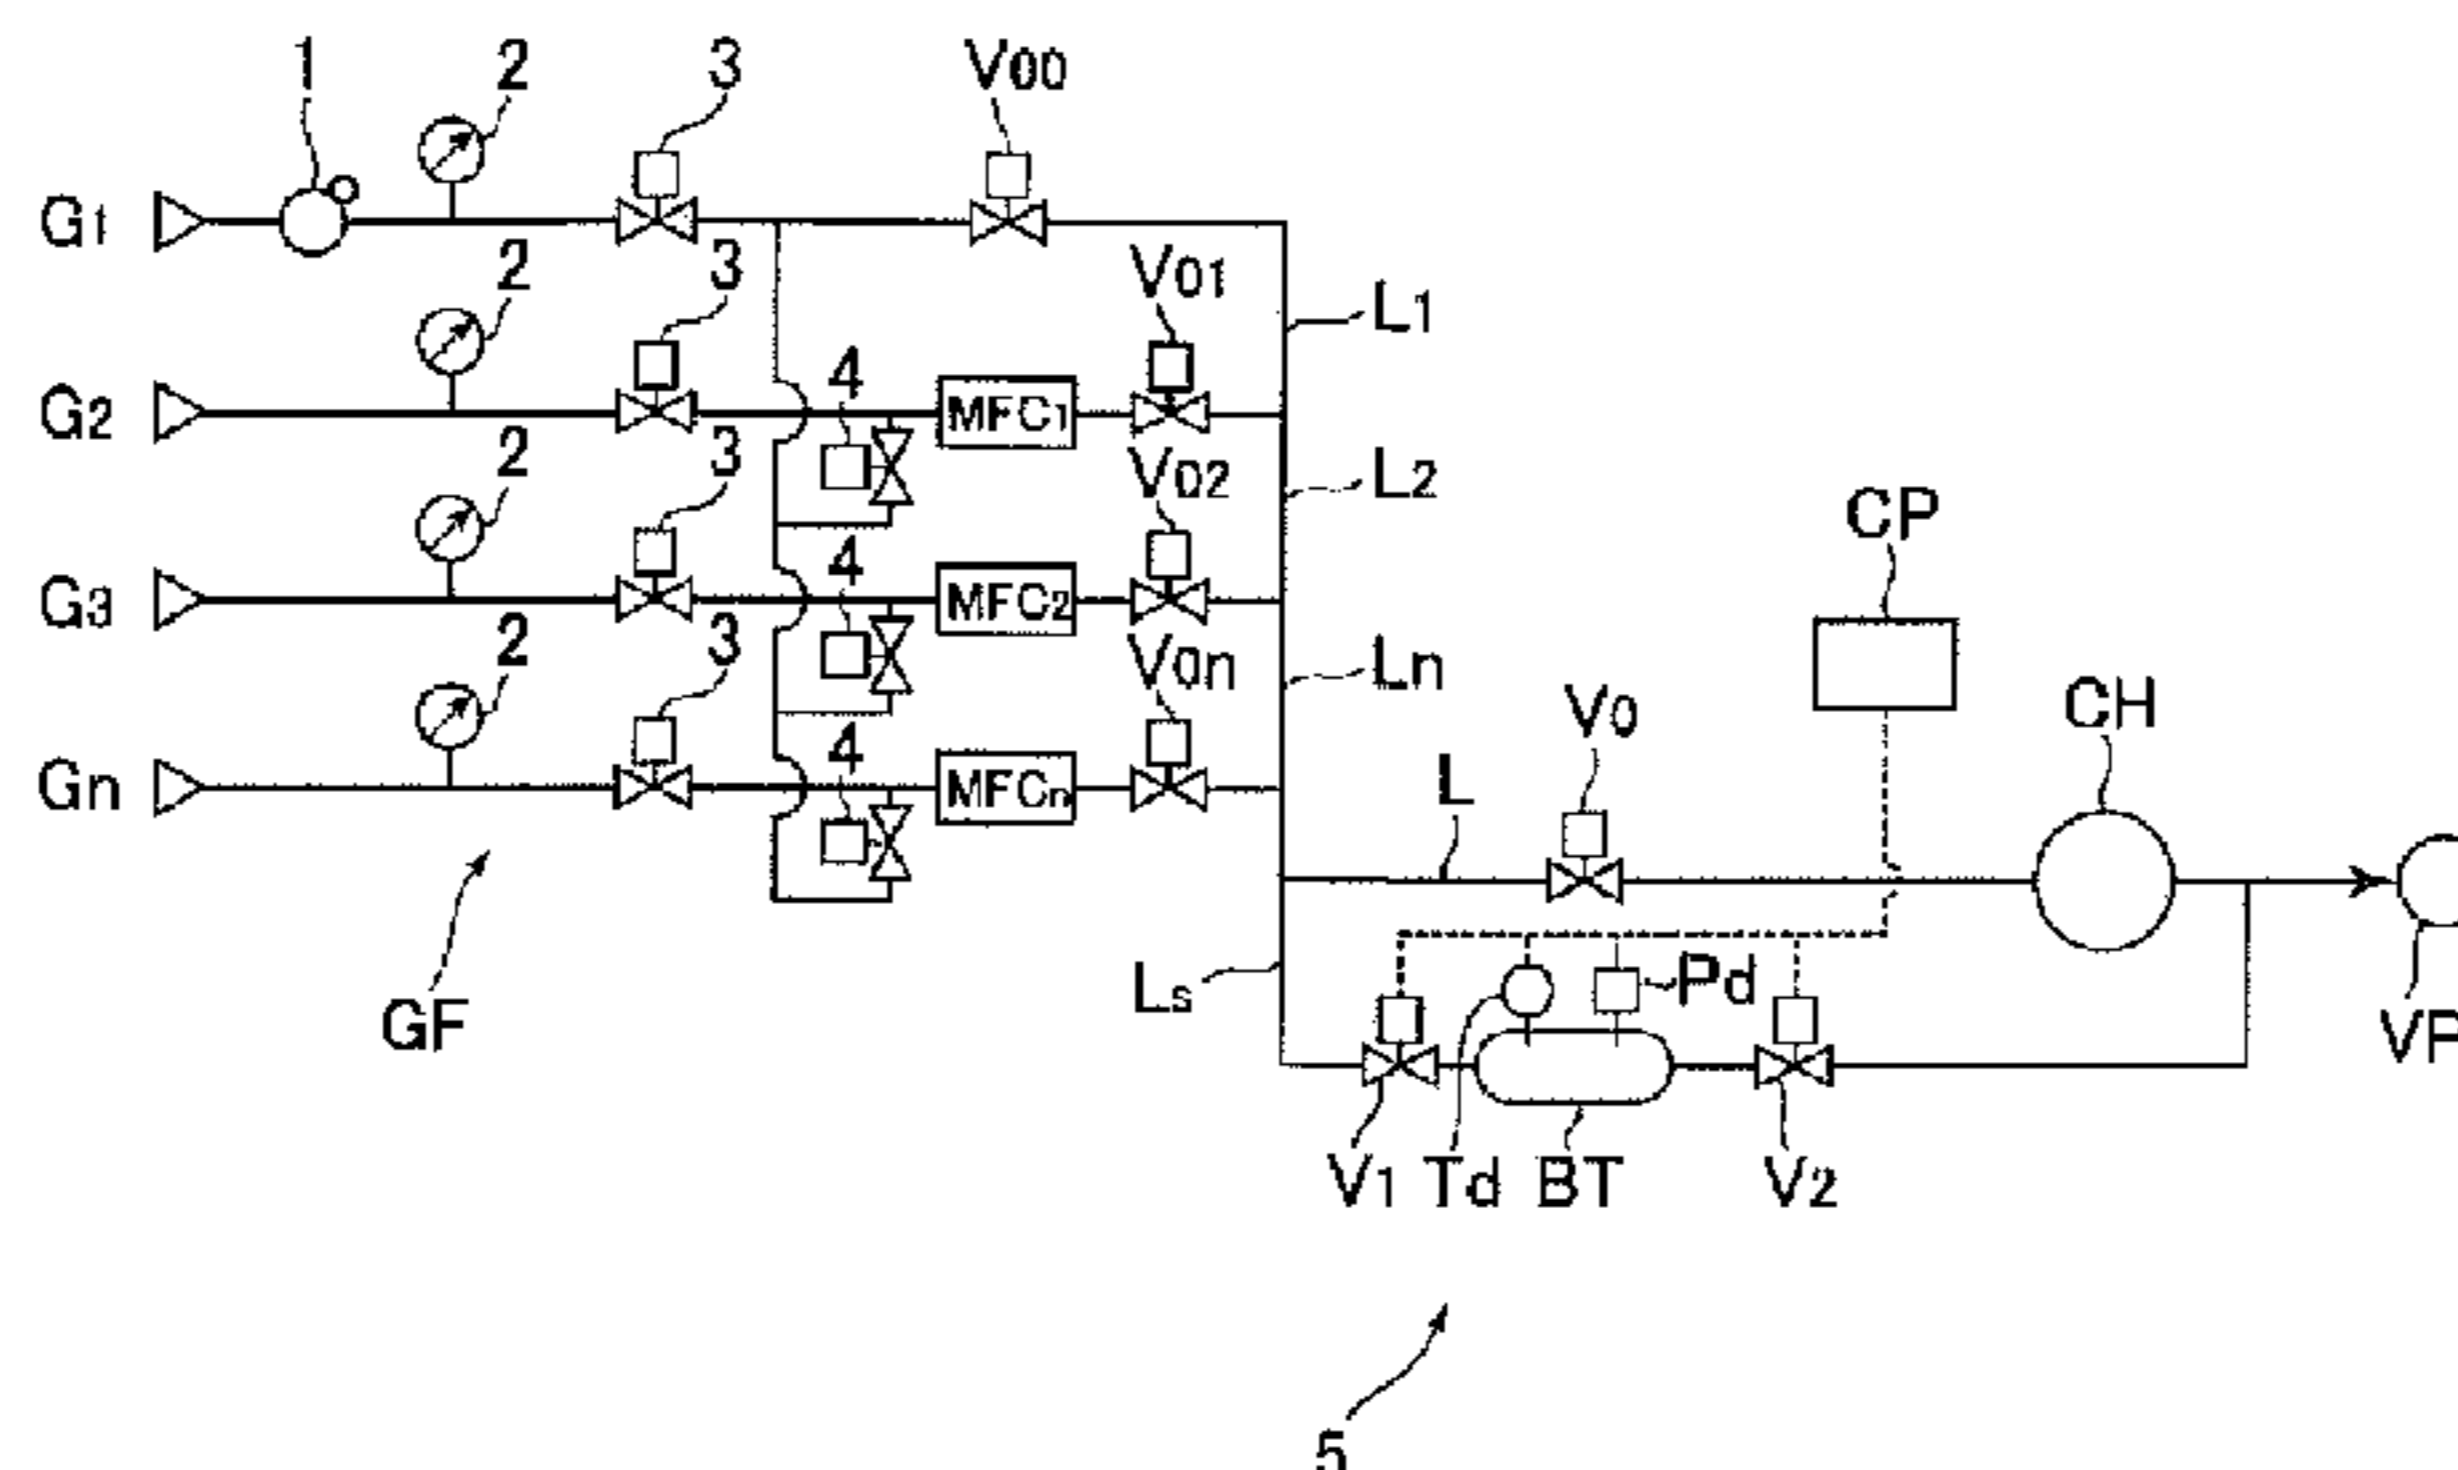 1 2 3 V00
G1
2 3 V01
L1
4
G2 MFC1
2 3 V02 L2
CP
4
G3 MFC2
2 3 V0n Ln
V0 CH
4 L
Gn MFCn
Ls Pd
GF VP
V1 Td BT V2
5